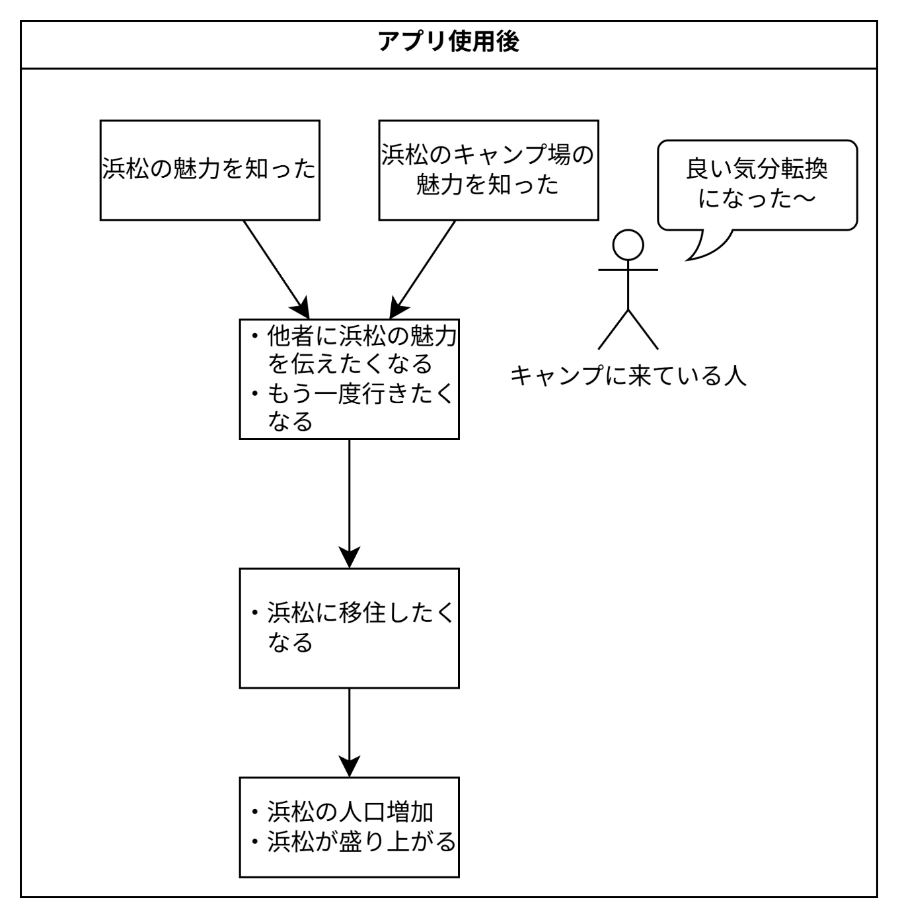 アプリ使用後
浜松の魅力を知った
浜松のキャンプ場の
魅力を知った
良い気分転換
になった～
キャンプに来ている人
・他者に浜松の魅力
を伝えたくなる
・もう一度行きたく
なる
・浜松に移住したく
なる
・浜松の人口増加
・浜松が盛り上がる